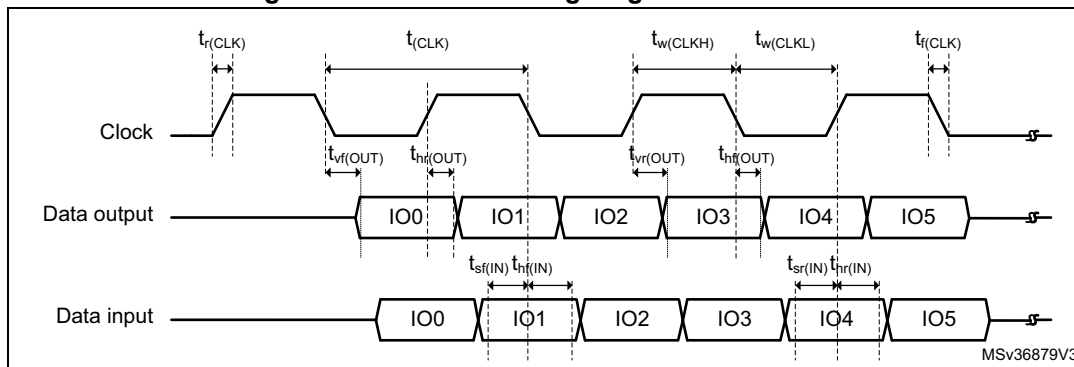 tr(CLK) t(CLK) tw(CLKH) tw(CLKL) tf(CLK)
Clock
tvf(OUT) thr(OUT) tvr(OUT) thf(OUT)
Data output IO0 IO1 IO2 IO3 IO4 IO5
tsf(IN) thf(IN) tsr(IN) thr(IN)
Data input IO0 IO1 IO2 IO3 IO4 IO5
MSv36879V3